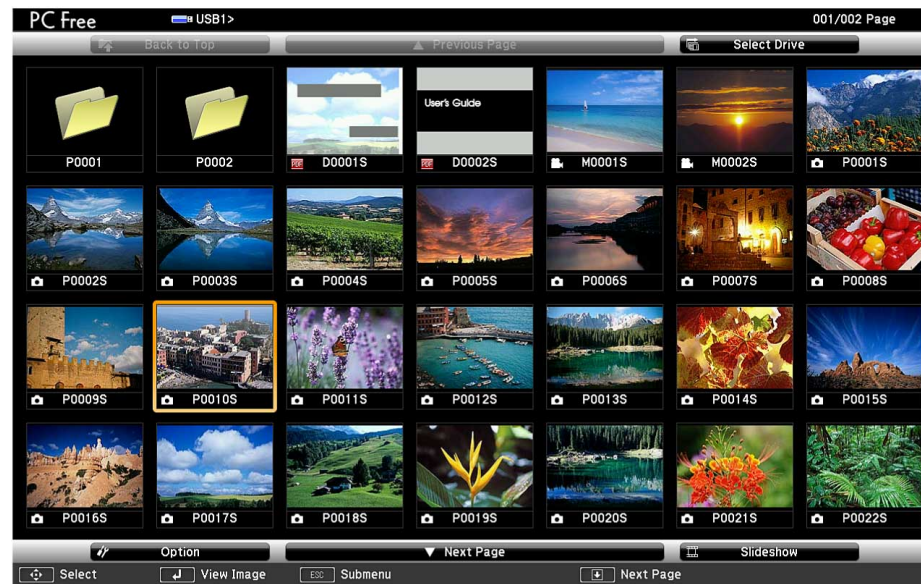 PC Free USB1> 001/002 Page
Back to Top Previous Page Select Drive
User's Guide
P0001 P0002 PDF D0001S PDF D0002S M0001S M0002S P0001S
P0002S P0003S P0004S P0005S P0006S P0007S P0008S
P0009S P0010S P0011S P0012S P0013S P0014S P0015S
P0016S P0017S P0018S P0019S P0020S P0021S P0022S
Option Next Page Slideshow
Select View Image ESC Submenu Next Page